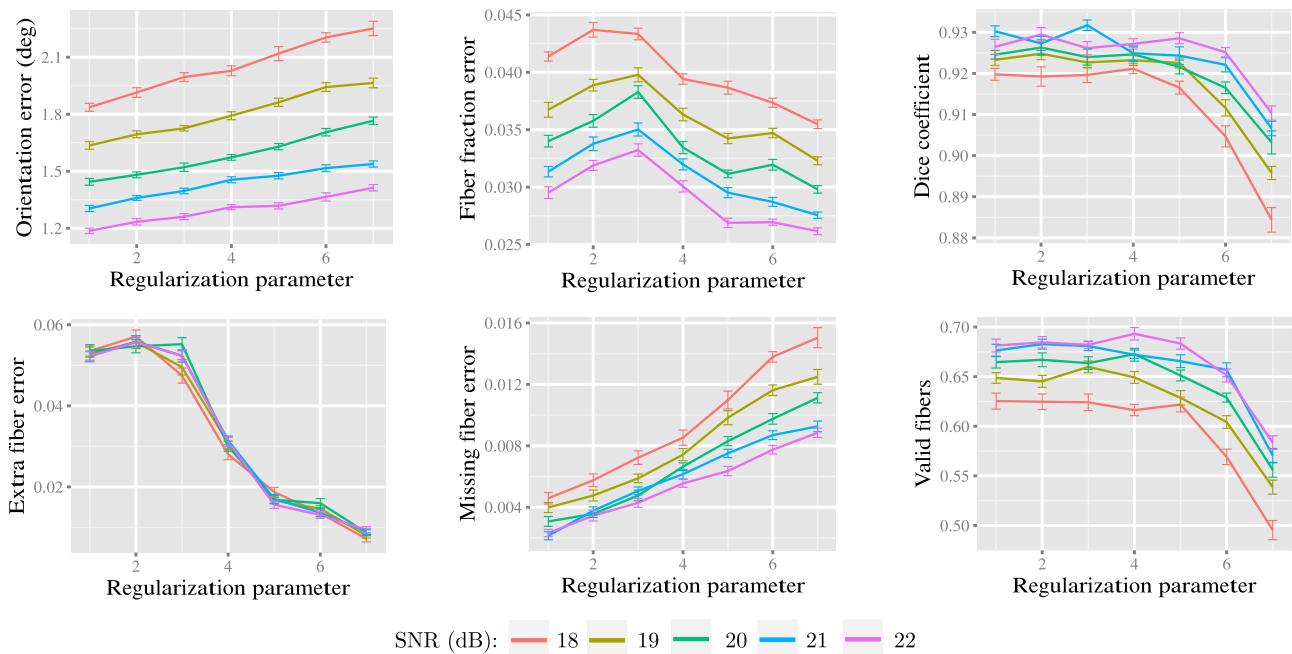 Orientation error (deg)
2.1
1.8
1.5
1.2
2 4 6
Regularization parameter
Fiber fraction error
0.045
0.040
0.035
0.030
0.025
2 4 6
Regularization parameter
Dice coefficient
0.93
0.92
0.91
0.90
0.89
0.88
2 4 6
Regularization parameter
Extra fiber error
0.06
0.04
0.02
2 4 6
Regularization parameter
Missing fiber error
0.016
0.012
0.008
0.004
2 4 6
Regularization parameter
Valid fibers
0.70
0.65
0.60
0.55
0.50
2 4 6
Regularization parameter
SNR (dB): 18 19 20 21 22